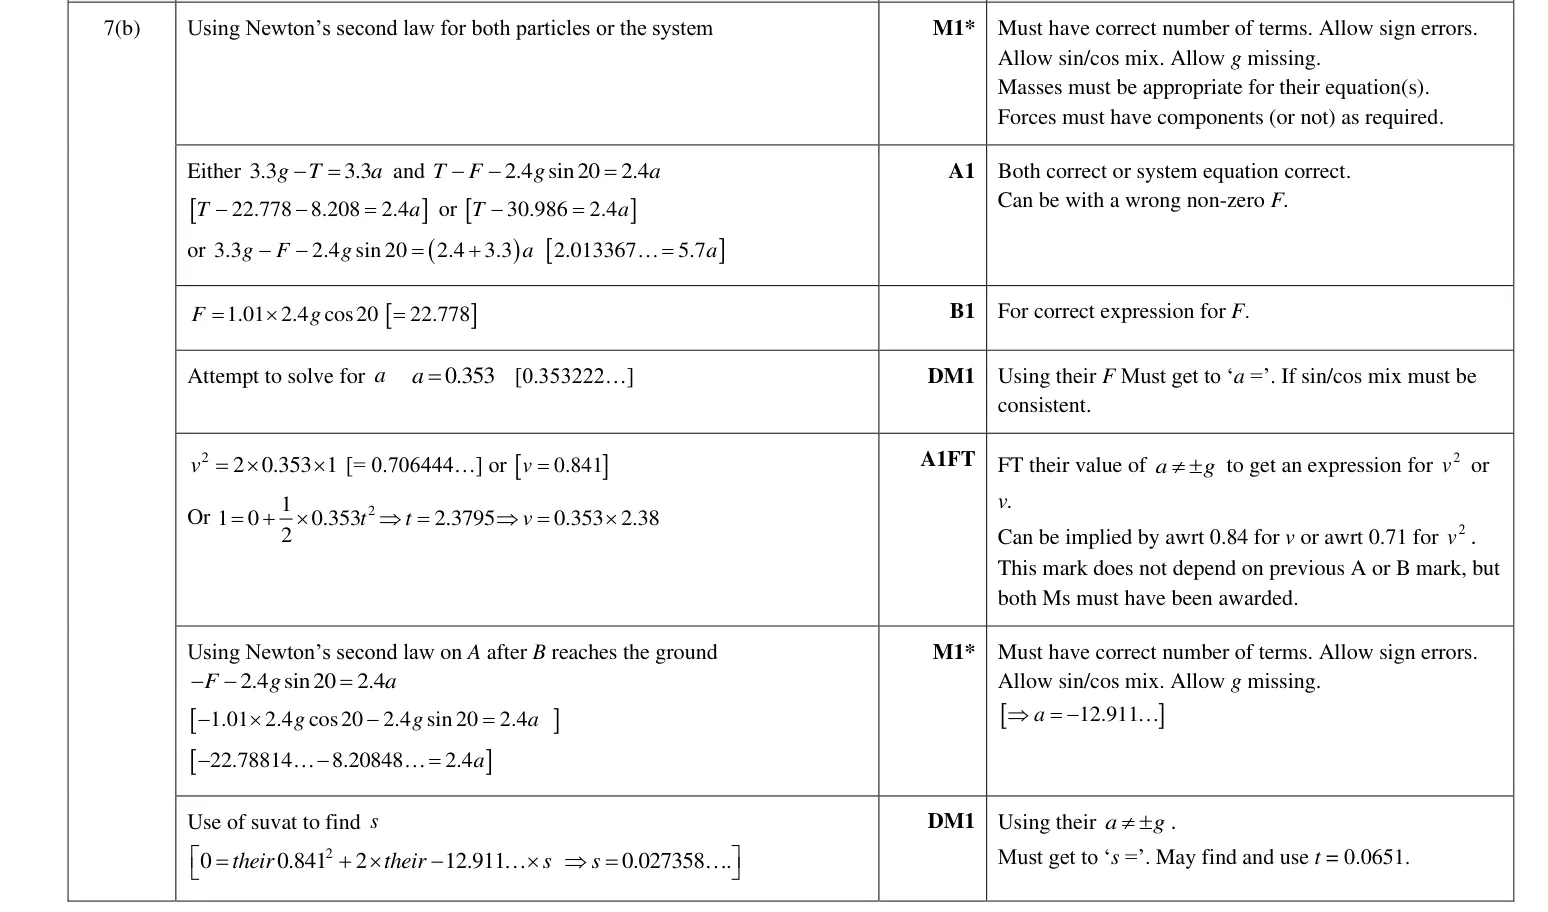 7(b)
Using Newton's second law for both particles or the system
M1*
Must have correct number of terms. Allow sign errors.
Allow sin/cos mix. Allow g missing.
Masses must be appropriate for their equation(s).
Forces must have components (or not) as required.
Either 3.3g − T = 3.3a and T − F − 2.4g sin 20 = 2.4a
[T − 22.778 − 8.208 = 2.4a] or [T − 30.986 = 2.4a]
or 3.3g − F − 2.4g sin 20 = (2.4 + 3.3)a [2.013367… = 5.7a]
A1
Both correct or system equation correct.
Can be with a wrong non-zero F.
F = 1.01 × 2.4g cos 20 [= 22.778]
B1
For correct expression for F.
Attempt to solve for a a = 0.353 [0.353222…]
DM1
Using their F Must get to ‘a =’. If sin/cos mix must be
consistent.
v² = 2 × 0.353 × 1 [= 0.706444…] or [v = 0.841]
Or 1 = 0 + 1/2 × 0.353t² ⇒ t = 2.3795 ⇒ v = 0.353 × 2.38
A1FT
FT their value of a ≠ ±g to get an expression for v² or
v.
Can be implied by awrt 0.84 for v or awrt 0.71 for v².
This mark does not depend on previous A or B mark, but
both Ms must have been awarded.
Using Newton's second law on A after B reaches the ground
−F − 2.4g sin 20 = 2.4a
[−1.01 × 2.4g cos 20 − 2.4g sin 20 = 2.4a ]
[−22.78814… − 8.20848… = 2.4a]
M1*
Must have correct number of terms. Allow sign errors.
Allow sin/cos mix. Allow g missing.
[⇒ a = −12.911…]
Use of suvat to find s
[0 = their 0.841² + 2 × their − 12.911… × s ⇒ s = 0.027358….]
DM1
Using their a ≠ ±g .
Must get to ‘s =’. May find and use t = 0.0651.